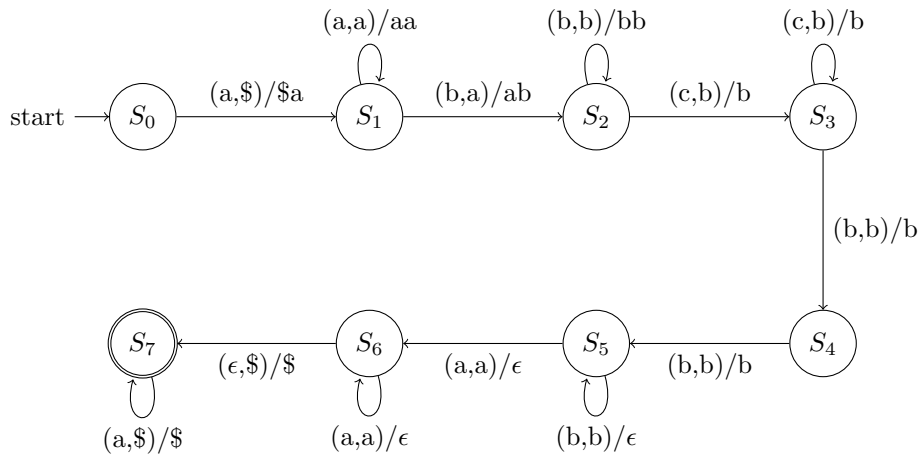 (a,a)/aa (b,b)/bb (c,b)/b
(a,$)/$a (b,a)/ab (c,b)/b
start S₀ S₁ S₂ S₃
(b,b)/b
S₇ S₆ S₅ S₄
(ϵ,$)/$ (a,a)/ϵ (b,b)/b
(a,$)/$ (a,a)/ϵ (b,b)/ϵ